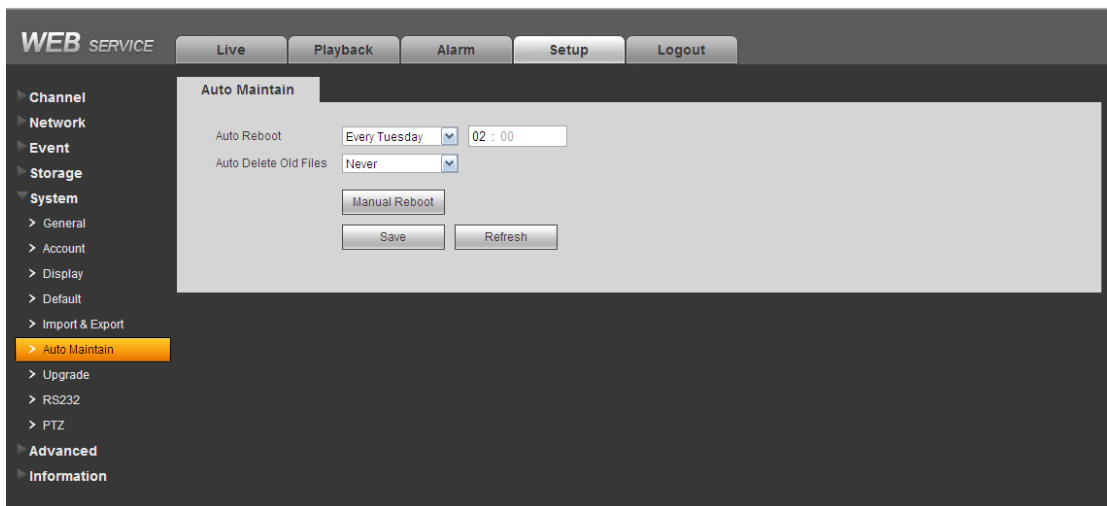 WEB SERVICE
Live Playback Alarm Setup Logout
Channel
Network
Event
Storage
System
> General
> Account
> Display
> Default
> Import & Export
> Auto Maintain
> Upgrade
> RS232
> PTZ
Advanced
Information
Auto Maintain
Auto Reboot Every Tuesday 02 : 00
Auto Delete Old Files Never
Manual Reboot
Save Refresh